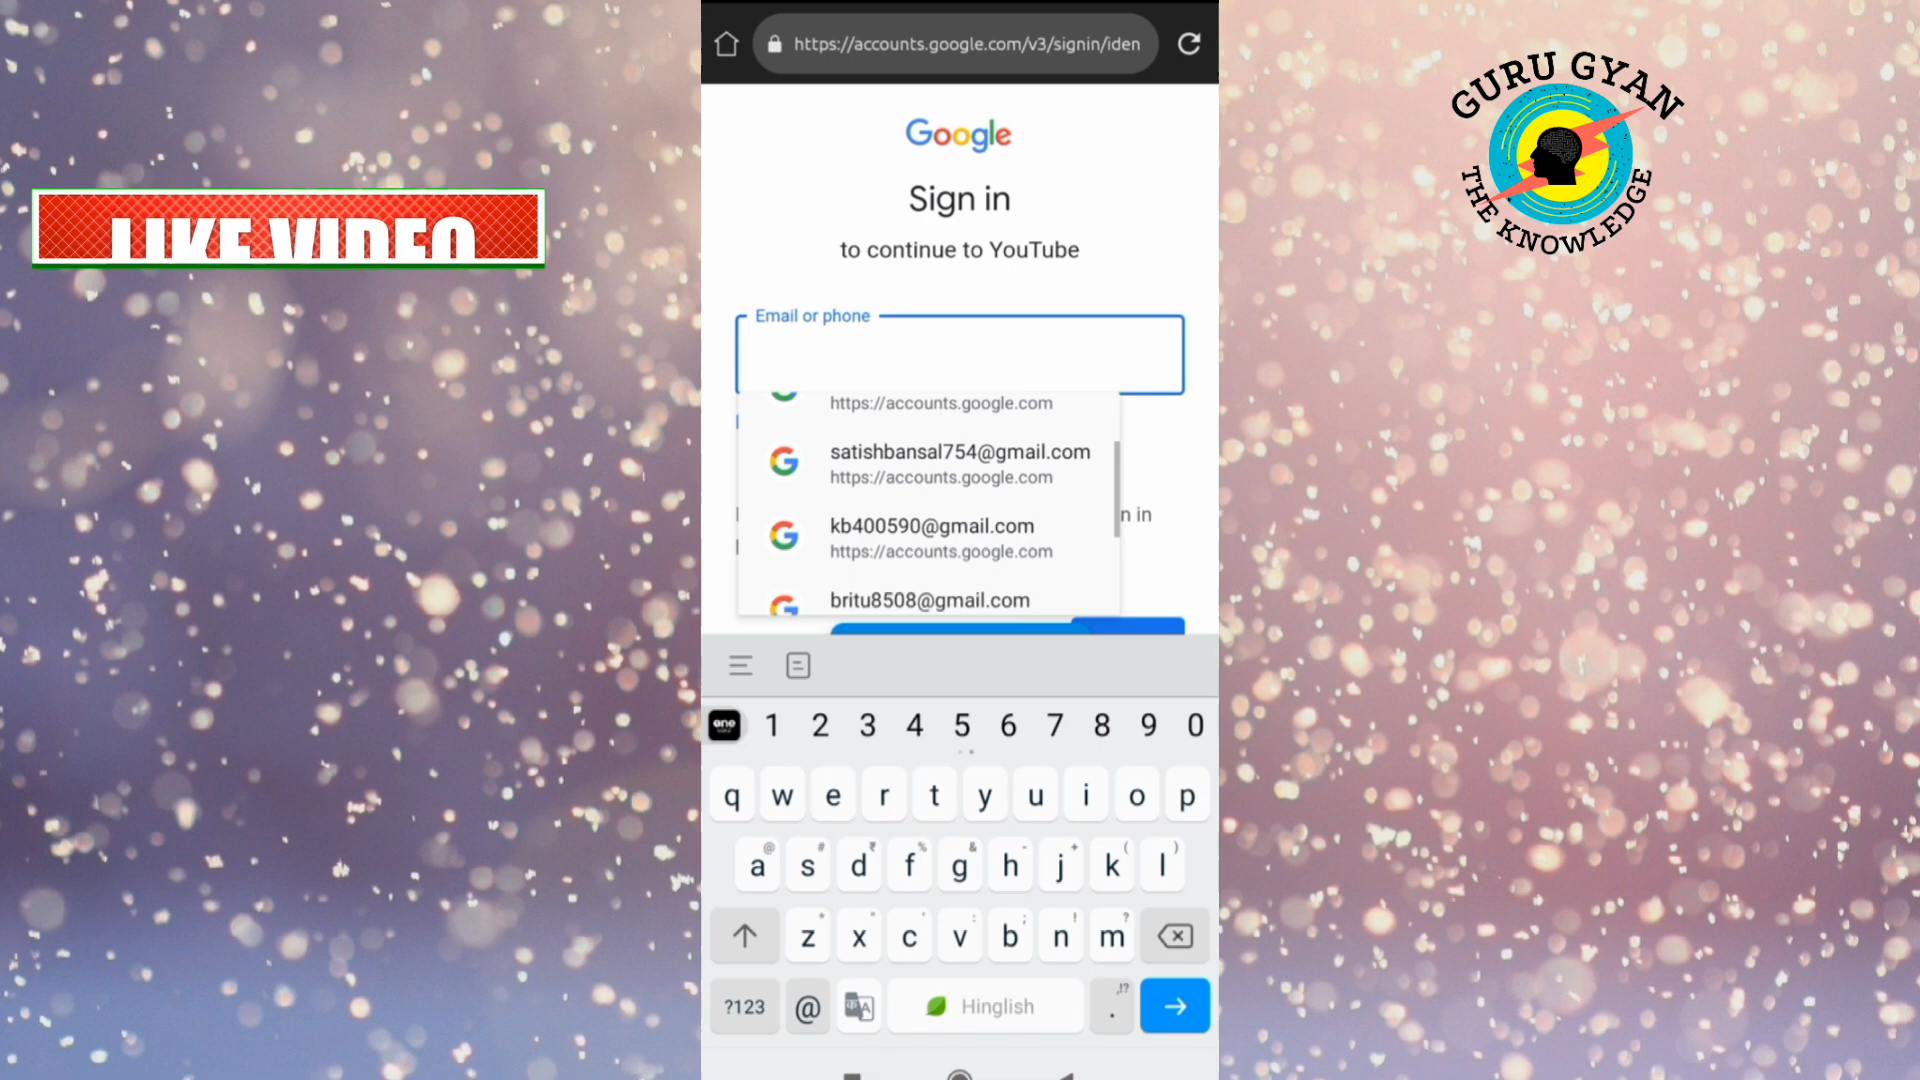 https://accounts.google.com/v3/signin/iden
GURU GYAN
THE KNOWLEDGE
LIKE VIDEO
Google
Sign in
to continue to YouTube
Email or phone
https://accounts.google.com
satishbansal754@gmail.com
https://accounts.google.com
n in
kb400590@gmail.com
https://accounts.google.com
britu8508@gmail.com
one
1 2 3 4 5 6 7 8 9 0
q w e r t y u i o p
@ # ₹ % & - + ( )
a s d f g h j k l
* " ' : ; ! ?
z x c v b n m
?123 @ A Hinglish . ,!?